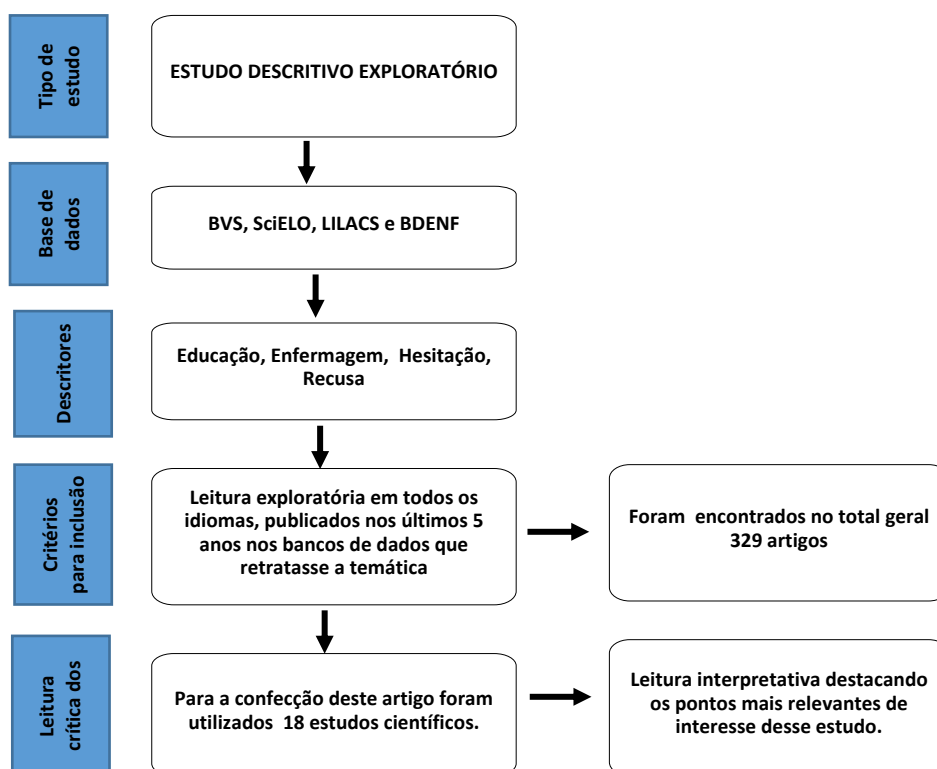 Tipo de
estudo
ESTUDO DESCRITIVO EXPLORATÓRIO
Base de
dados
BVS, SciELO, LILACS e BDENF
Descritores
Educação, Enfermagem, Hesitação,
Recusa
Critérios
para inclusão
Leitura exploratória em todos os
idiomas, publicados nos últimos 5
anos nos bancos de dados que
retratasse a temática
Foram encontrados no total geral
329 artigos
Leitura
crítica dos
Para a confecção deste artigo foram
utilizados 18 estudos científicos.
Leitura interpretativa destacando
os pontos mais relevantes de
interesse desse estudo.